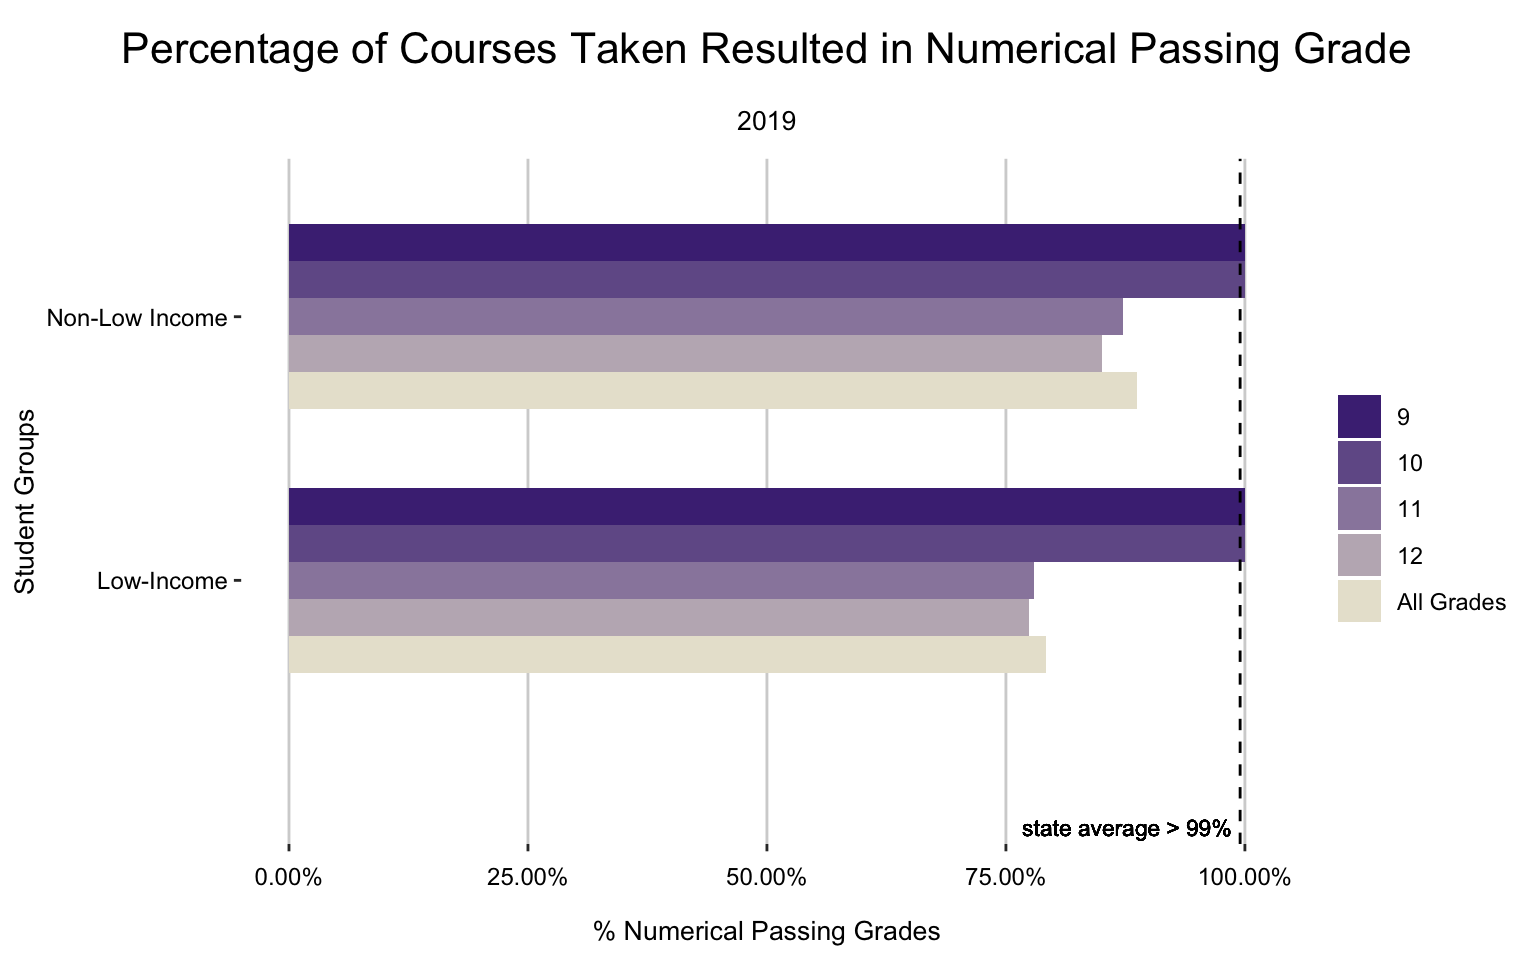 Percentage of Courses Taken Resulted in Numerical Passing Grade
2019
Student Groups
Non-Low Income
Low-Income
9
10
11
12
All Grades
state average > 99%
0.00% 25.00% 50.00% 75.00% 100.00%
% Numerical Passing Grades